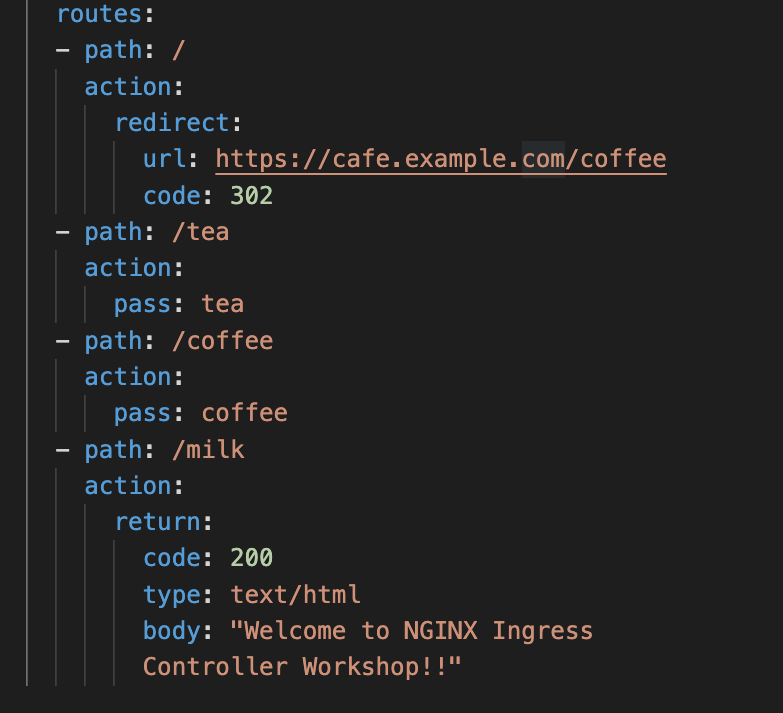 routes:
- path: /
action:
redirect:
url: https://cafe.example.com/coffee
code: 302
- path: /tea
action:
pass: tea
- path: /coffee
action:
pass: coffee
- path: /milk
action:
return:
code: 200
type: text/html
body: "Welcome to NGINX Ingress
Controller Workshop!!"